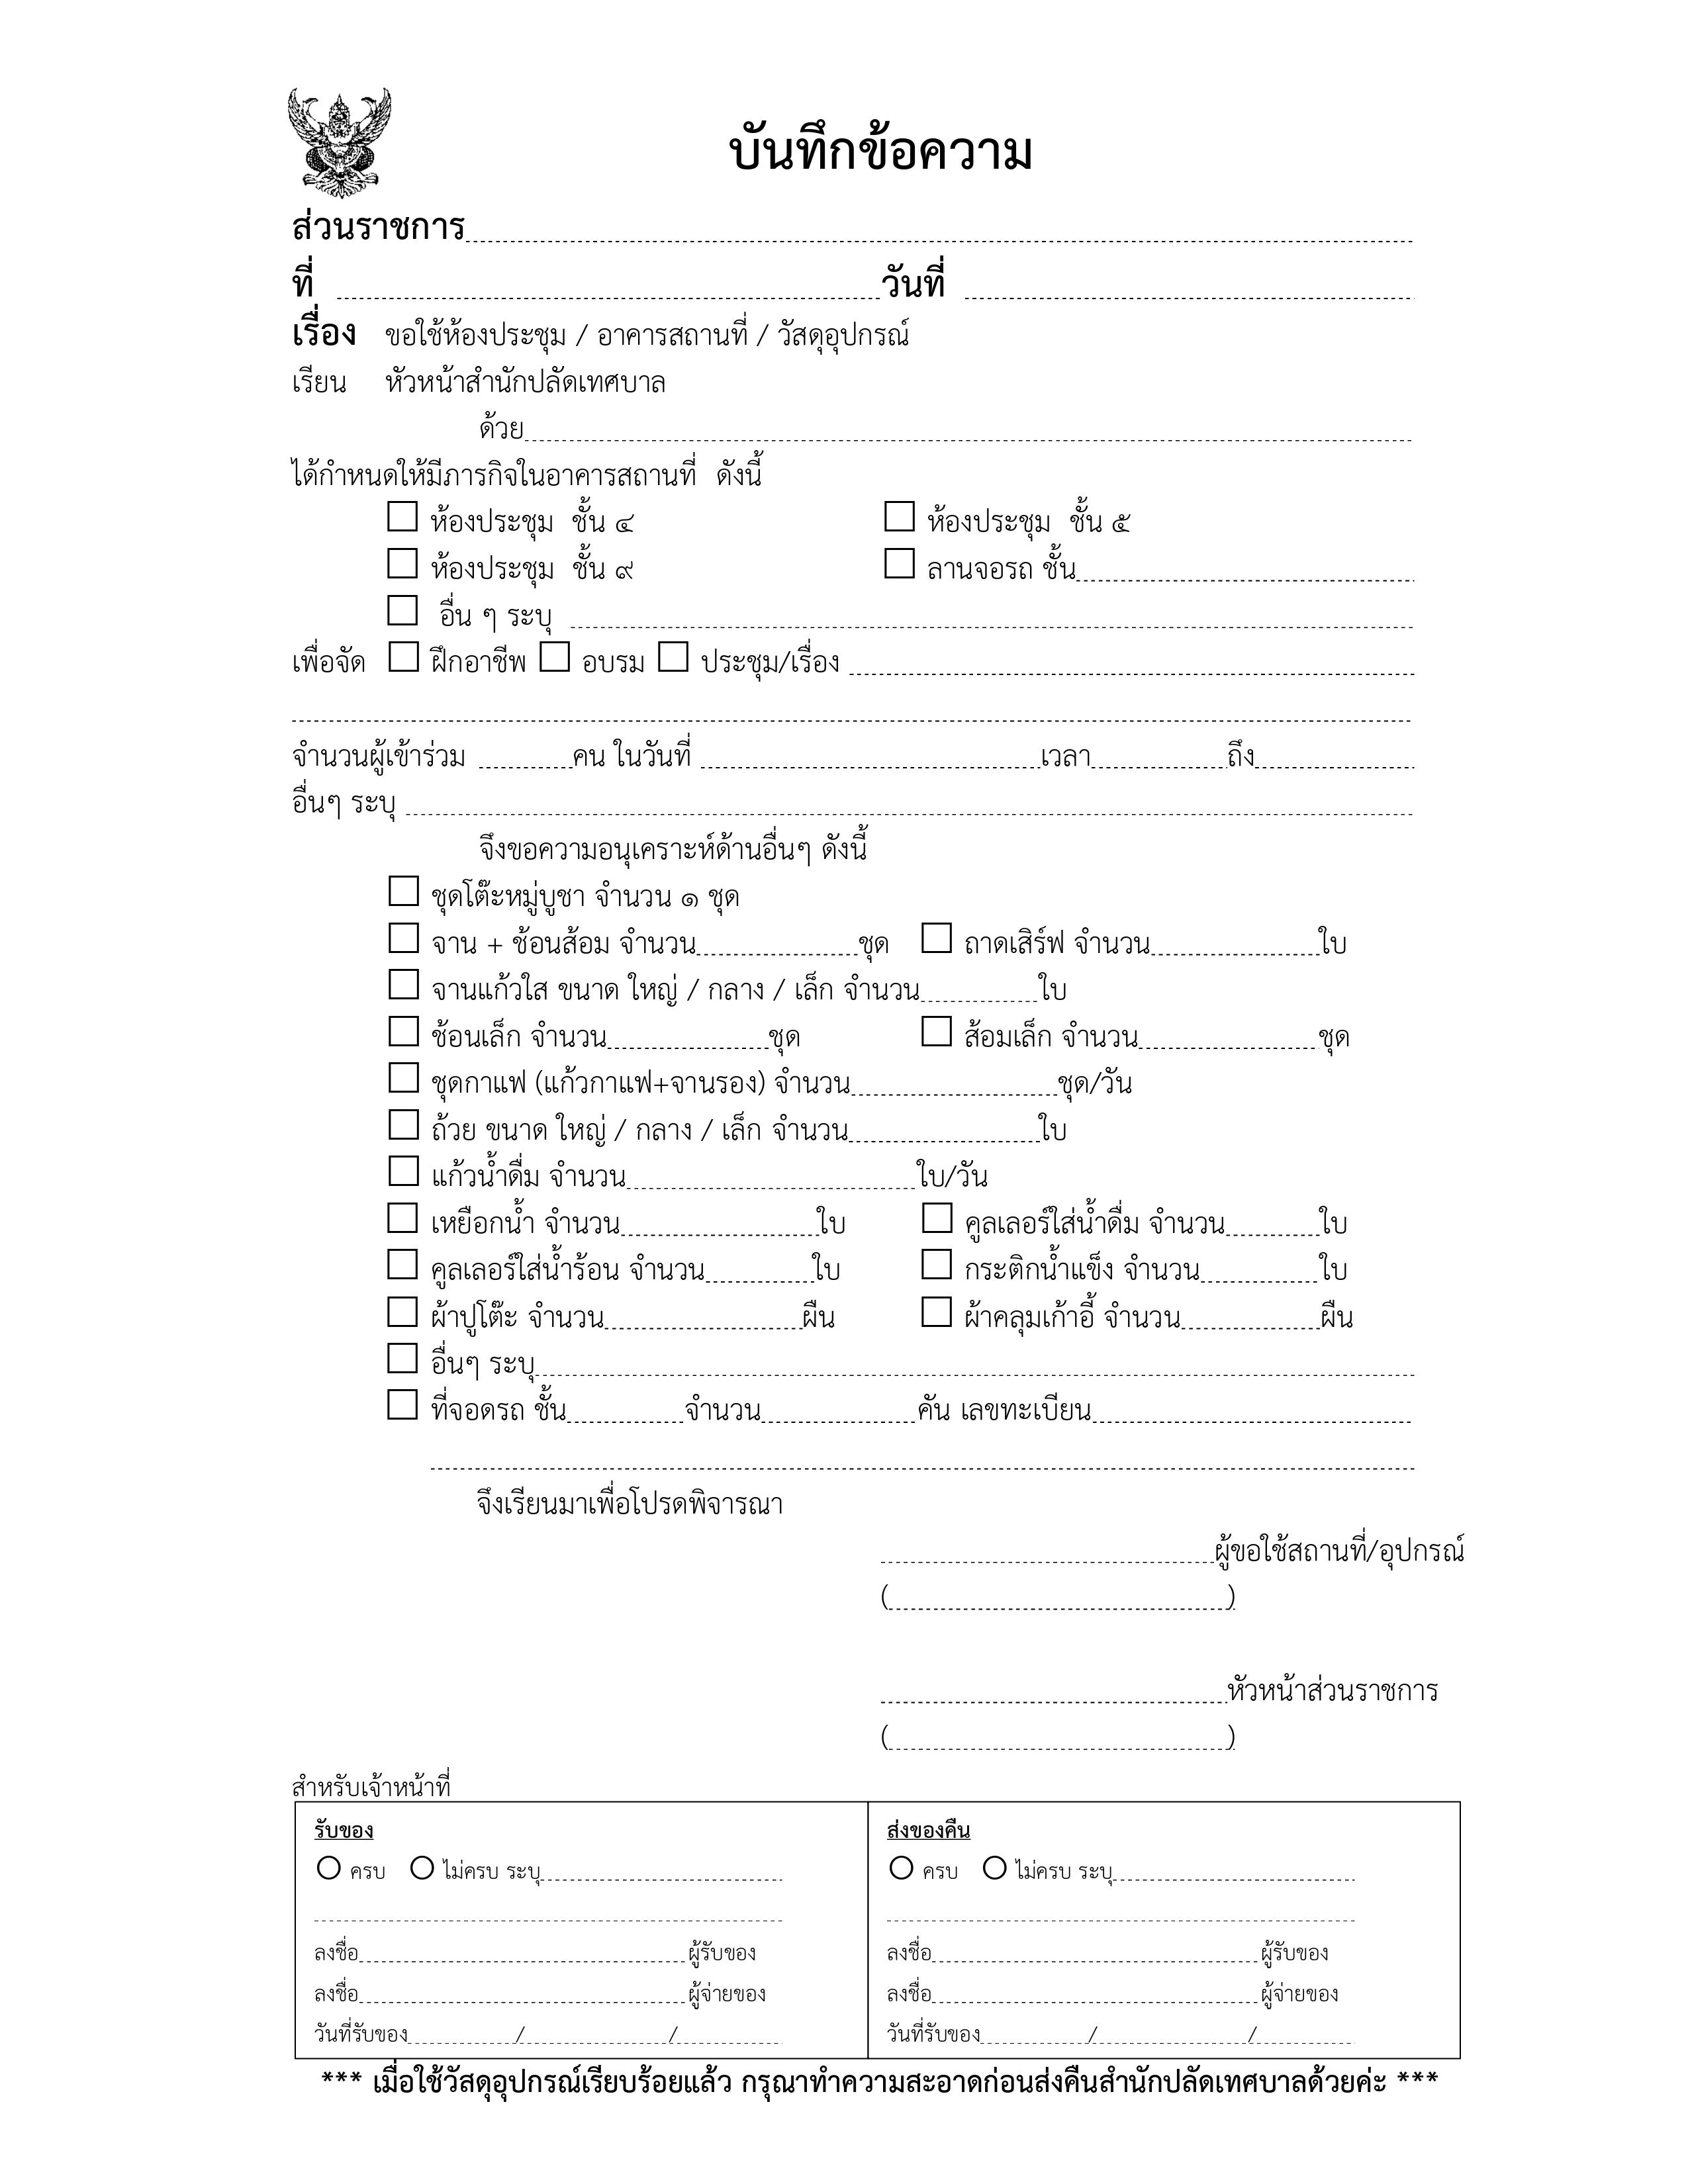 บันทึกข้อความ
ส่วนราชการ
ที่ วันที่
เรื่อง ขอใช้ห้องประชุม / อาคารสถานที่ / วัสดุอุปกรณ์
เรียน หัวหน้าสำนักปลัดเทศบาล
ด้วย
ได้กำหนดให้มีภารกิจในอาคารสถานที่ ดังนี้
ห้องประชุม ชั้น ๔ ห้องประชุม ชั้น ๕
ห้องประชุม ชั้น ๙ ลานจอรถ ชั้น
อื่น ๆ ระบุ
เพื่อจัด ฝึกอาชีพ อบรม ประชุม/เรื่อง
จำนวนผู้เข้าร่วม คน ในวันที่ เวลา ถึง
อื่นๆ ระบุ
จึงขอความอนุเคราะห์ด้านอื่นๆ ดังนี้
ชุดโต๊ะหมู่บูชา จำนวน ๑ ชุด
จาน + ช้อนส้อม จำนวน ชุด ถาดเสิร์ฟ จำนวน ใบ
จานแก้วใส ขนาด ใหญ่ / กลาง / เล็ก จำนวน ใบ
ช้อนเล็ก จำนวน ชุด ส้อมเล็ก จำนวน ชุด
ชุดกาแฟ (แก้วกาแฟ+จานรอง) จำนวน ชุด/วัน
ถ้วย ขนาด ใหญ่ / กลาง / เล็ก จำนวน ใบ
แก้วน้ำดื่ม จำนวน ใบ/วัน
เหยือกน้ำ จำนวน ใบ คูลเลอร์ใส่น้ำดื่ม จำนวน ใบ
คูลเลอร์ใส่น้ำร้อน จำนวน ใบ กระติกน้ำแข็ง จำนวน ใบ
ผ้าปูโต๊ะ จำนวน ผืน ผ้าคลุมเก้าอี้ จำนวน ผืน
อื่นๆ ระบุ
ที่จอดรถ ชั้น จำนวน คัน เลขทะเบียน
จึงเรียนมาเพื่อโปรดพิจารณา
ผู้ขอใช้สถานที่/อุปกรณ์
( )
หัวหน้าส่วนราชการ
( )
สำหรับเจ้าหน้าที่
รับของ ส่งของคืน
ครบ ไม่ครบ ระบุ ครบ ไม่ครบ ระบุ
ลงชื่อ ผู้รับของ ลงชื่อ ผู้รับของ
ลงชื่อ ผู้จ่ายของ ลงชื่อ ผู้จ่ายของ
วันที่รับของ / / วันที่รับของ / /
*** เมื่อใช้วัสดุอุปกรณ์เรียบร้อยแล้ว กรุณาทำความสะอาดก่อนส่งคืนสำนักปลัดเทศบาลด้วยค่ะ ***